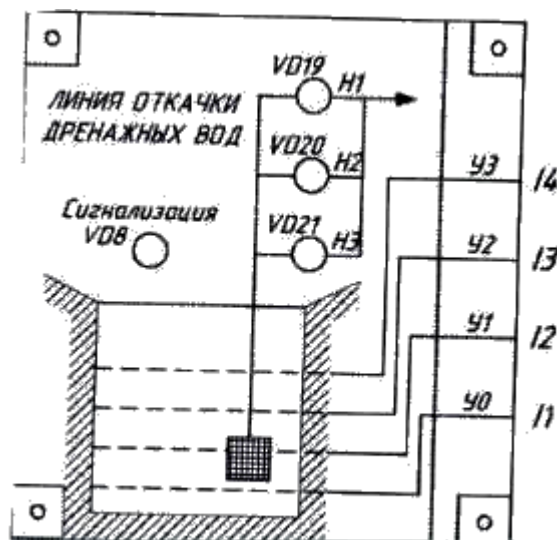 VD19
H1
ЛИНИЯ ОТКАЧКИ
ДРЕНАЖНЫХ ВОД
VD20
H2
У3
I4
Сигнализация
VD8
VD21
H3
У2
I3
У1
I2
У0
I1